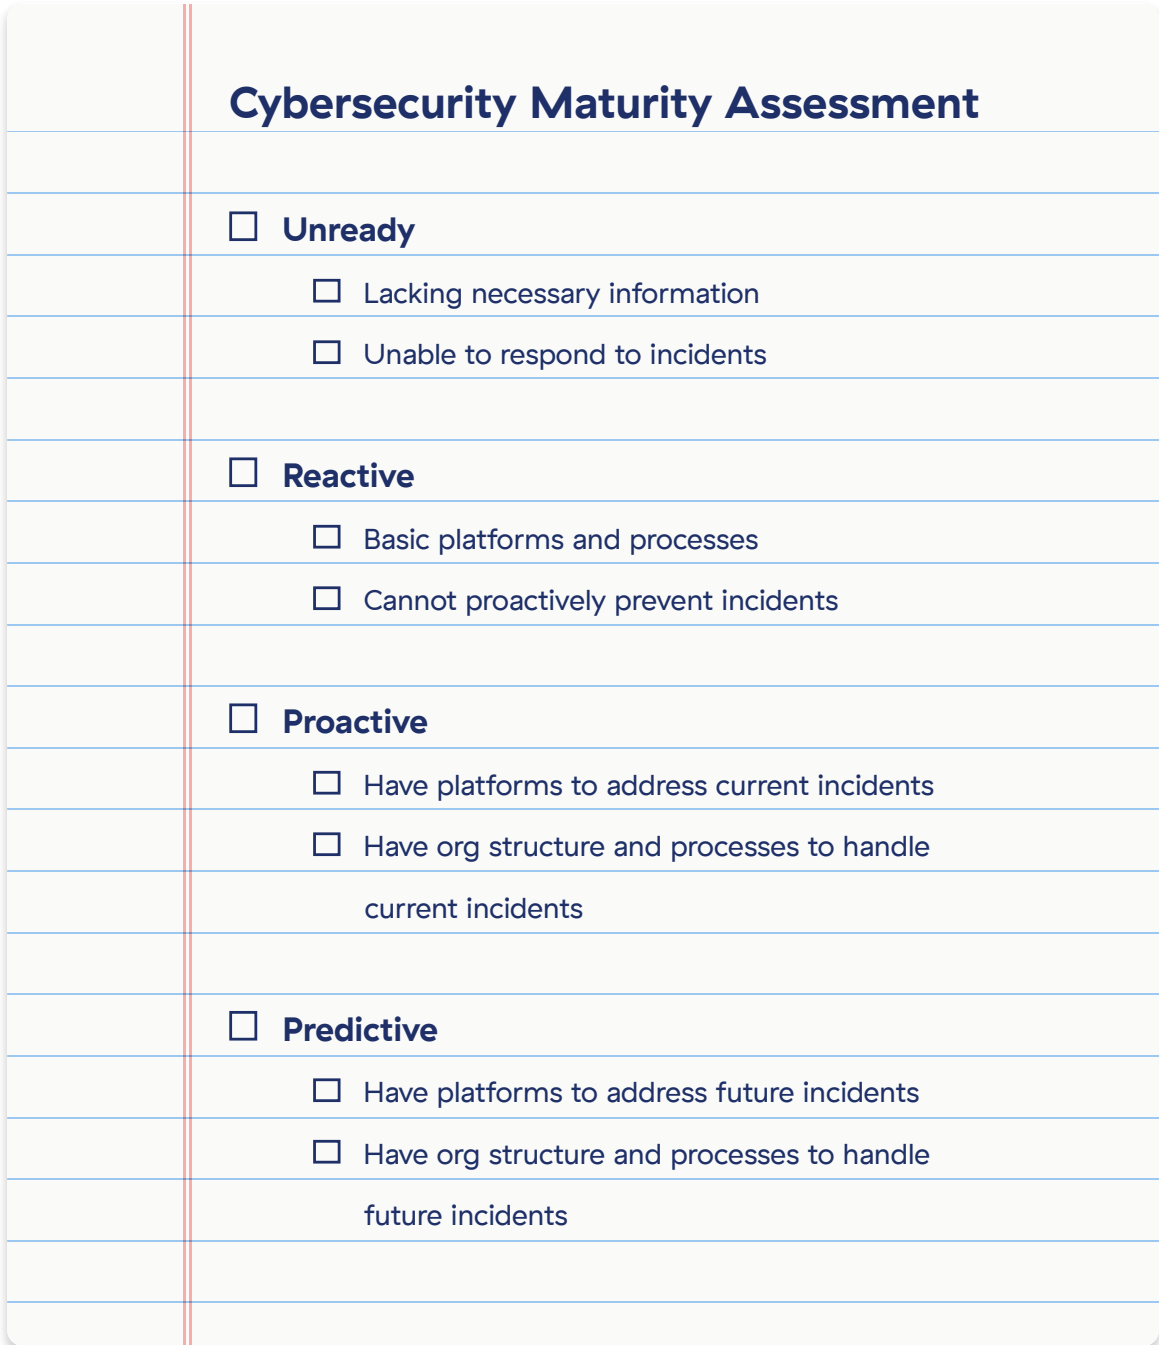 Cybersecurity Maturity Assessment
Unready
Lacking necessary information
Unable to respond to incidents
Reactive
Basic platforms and processes
Cannot proactively prevent incidents
Proactive
Have platforms to address current incidents
Have org structure and processes to handle
current incidents
Predictive
Have platforms to address future incidents
Have org structure and processes to handle
future incidents